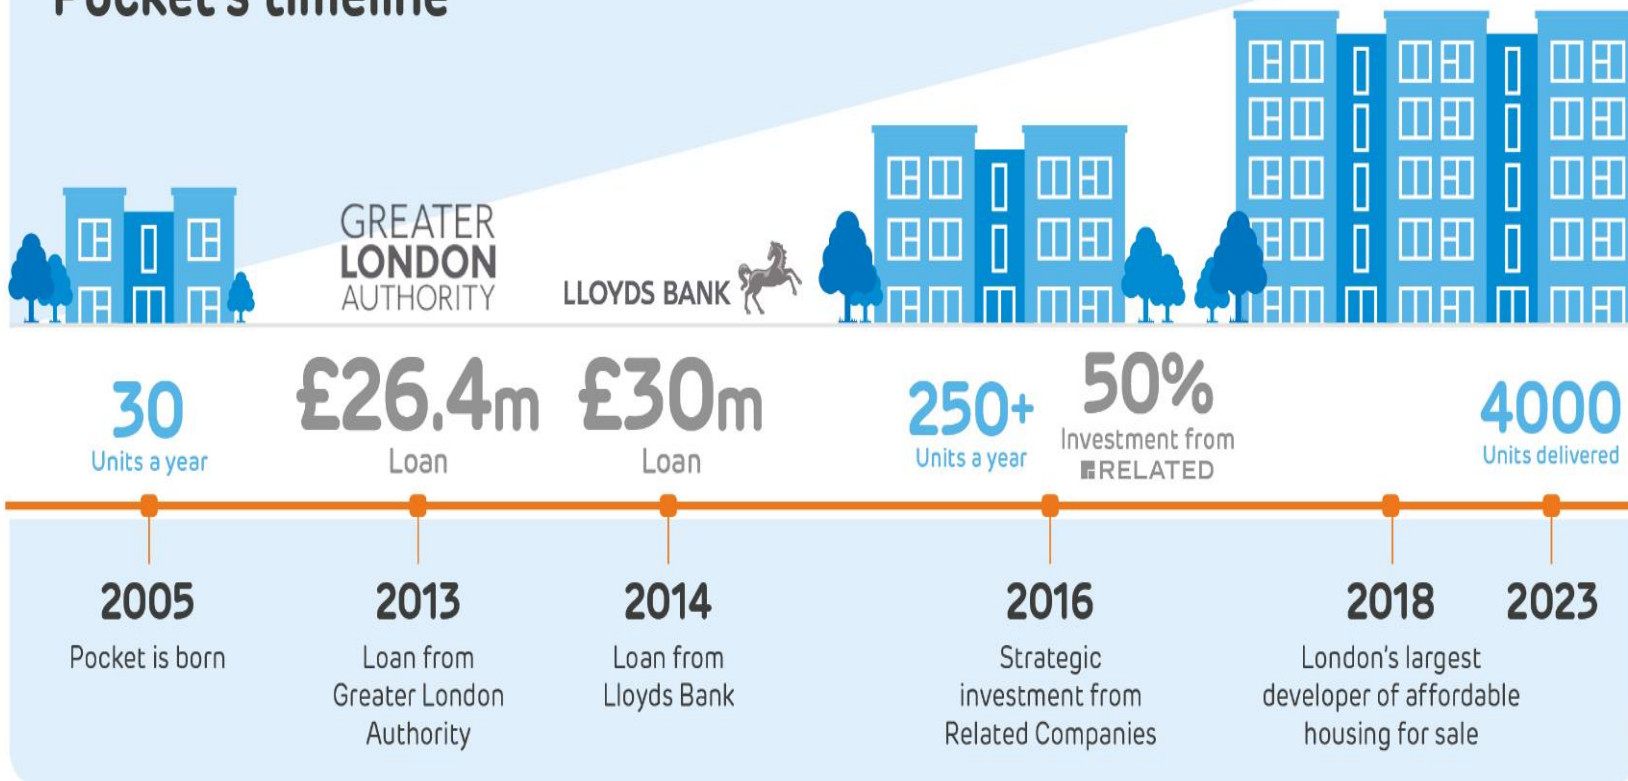 Pocket's timeline
GREATER
LONDON
AUTHORITY
LLOYDS BANK
30
Units a year
£26.4m
Loan
£30m
Loan
250+
Units a year
50%
Investment from
RELATED
4000
Units delivered
2005
Pocket is born
2013
Loan from
Greater London
Authority
2014
Loan from
Lloyds Bank
2016
Strategic
investment from
Related Companies
2018
London's largest
developer of affordable
housing for sale
2023